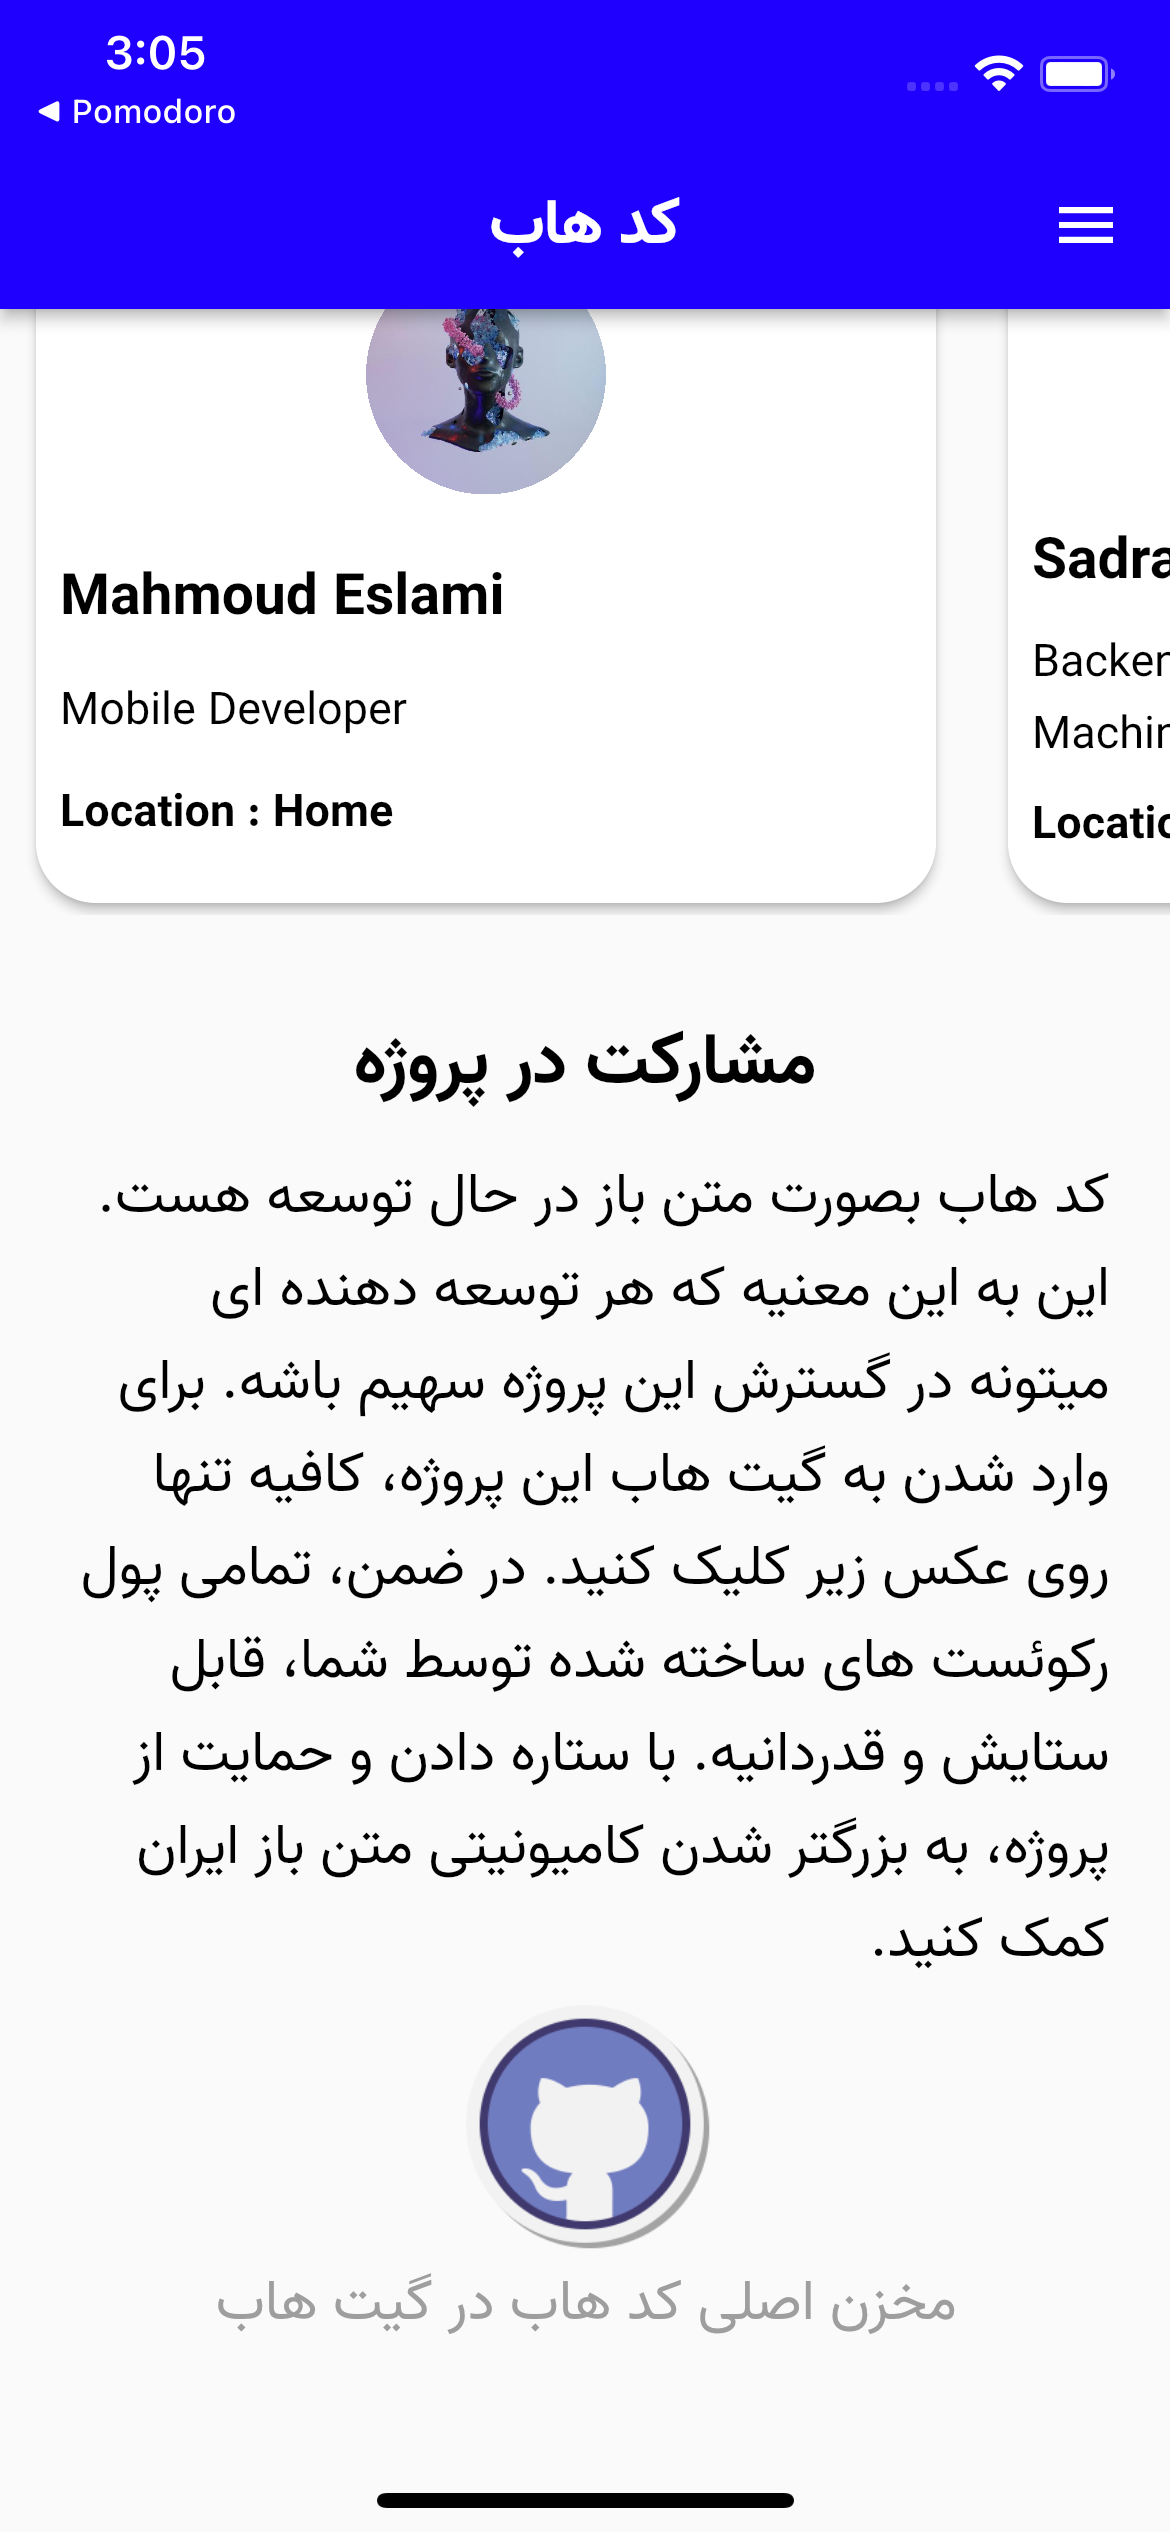 3:05
Pomodoro
کد هاب
Mahmoud Eslami
Mobile Developer
Location : Home
Sadra
Backen
Machin
Locatio
مشارکت در پروژه
کد هاب بصورت متن باز در حال توسعه هست.
این به این معنیه که هر توسعه دهنده ای
میتونه در گسترش این پروژه سهیم باشه. برای
وارد شدن به گیت هاب این پروژه، کافیه تنها
روی عکس زیر کلیک کنید. در ضمن، تمامی پول
رکوئست های ساخته شده توسط شما، قابل
ستایش و قدردانیه. با ستاره دادن و حمایت از
پروژه، به بزرگتر شدن کامیونیتی متن باز ایران
کمک کنید.
مخزن اصلی کد هاب در گیت هاب